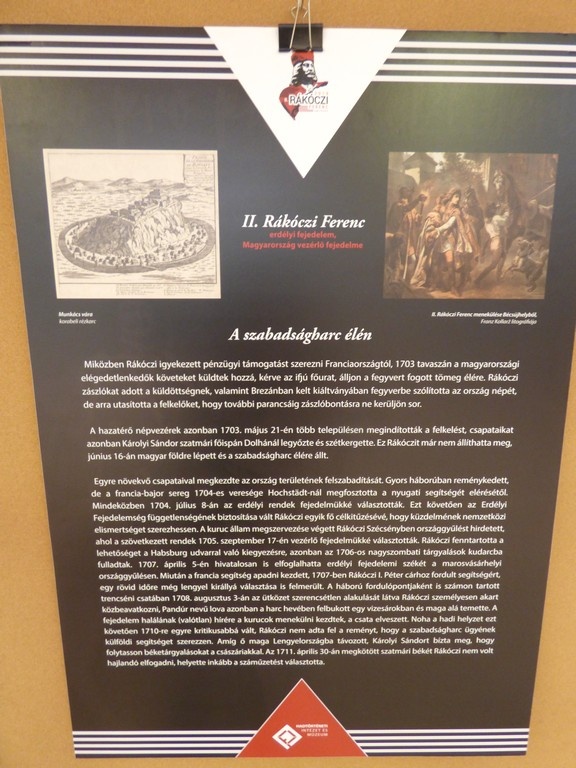 RÁKÓCZI
II. Rákóczi Ferenc
erdélyi fejedelem,
Magyarország vezérlő fejedelme
Munkács vára
korabeli rézkarc
II. Rákóczi Ferenc menekülése Bécsújhelyből,
A szabadságharc élén
Miközben Rákóczi igyekezett pénzügyi támogatást szerezni Franciaországtól, 1703 tavaszán a magyarországi
elégedetlenkedők követeket küldtek hozzá, kérve az ifjú főurat, álljon a fegyvert fogott tömeg élére. Rákóczi
zászlókat adott a küldöttségnek, valamint Brezánban kelt kiáltványában fegyverbe szólította az ország népét,
de arra utasította a felkelőket, hogy további parancsáig zászlóbontásra ne kerüljön sor.
A hazatérő népvezérek azonban 1703. május 21-én több településen megindították a felkelést, csapataikat
azonban Károlyi Sándor szatmári főispán Dolhánál legyőzte és szétkergette. Ez Rákóczit már nem állíthatta meg,
június 16-án magyar földre lépett és a szabadságharc élére állt.
Egyre növekvő csapataival megkezdte az ország területének felszabadítását. Gyors háborúban reménykedett,
de a francia-bajor sereg 1704-es veresége Hochstädt-nál megfosztotta a nyugati segítségét elérésétől.
Mindeközben 1704. július 8-án az erdélyi rendek fejedelmükké választották. Ezt követően az Erdélyi
Fejedelemség függetlenségének biztosítása vált Rákóczi egyik fő célkitűzésévé, hogy küzdelmének nemzetközi
elismertséget szerezhessen. A kuruc állam megszervezése végett Rákóczi Szécsényben országgyűlést hirdetett,
ahol a szövetkezett rendek 1705. szeptember 17-én vezérlő fejedelmükké választották. Rákóczi fenntartotta a
lehetőséget a Habsburg udvarral való kiegyezésre, azonban az 1706-os nagyszombati tárgyalások kudarcba
fulladtak. 1707. április 5-én hivatalosan is elfoglalhatta erdélyi fejedelemi székét a marosvásárhelyi
országgyűlésen. Miután a francia segítség apadni kezdett, 1707-ben Rákóczi I. Péter cárhoz fordult segítségért,
egy rövid időre még lengyel királlyá választása is felmerült. A háború fordulópontjaként is számon tartott
trencséni csatában 1708. augusztus 3-án az ütközet szerencsétlen alakulását látva Rákóczi személyesen akart
közbeavatkozni, Pandúr nevű lova azonban a harc hevében felbukott egy vizesárokban és maga alá temette. A
fejedelem halálának (valótlan) hírére a kurucok menekülni kezdtek, a csata elveszett. Noha a hadi helyzet ezt
követően 1710-re egyre kritikusabbá vált, Rákóczi nem adta fel a reményt, hogy a szabadságharc ügyének
külföldi segítséget szerezzen. Amíg ő maga Lengyelországba távozott, Károlyi Sándort bízta meg, hogy
folytasson béketárgyalásokat a császáriakkal. Az 1711. április 30-án megkötött szatmári békét Rákóczi nem volt
hajlandó elfogadni, helyette inkább a száműzetést választotta.
HADTÖRTÉNETI
INTÉZET ÉS
MÚZEUM